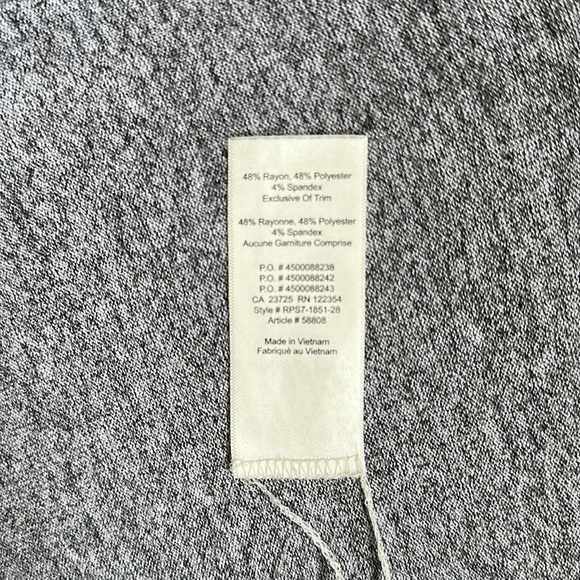 48% Rayon, 48% Polyester
4% Spandex
Exclusive Of Trim
48% Rayonne, 48% Polyester
4% Spandex
Aucune Garniture Comprise
P.O. # 4500088238
P.O. # 4500088242
P.O. # 4500088243
CA 23725 RN 122354
Style # RPS7-1851-28
Article # 58808
Made in Vietnam
Fabriqué au Vietnam